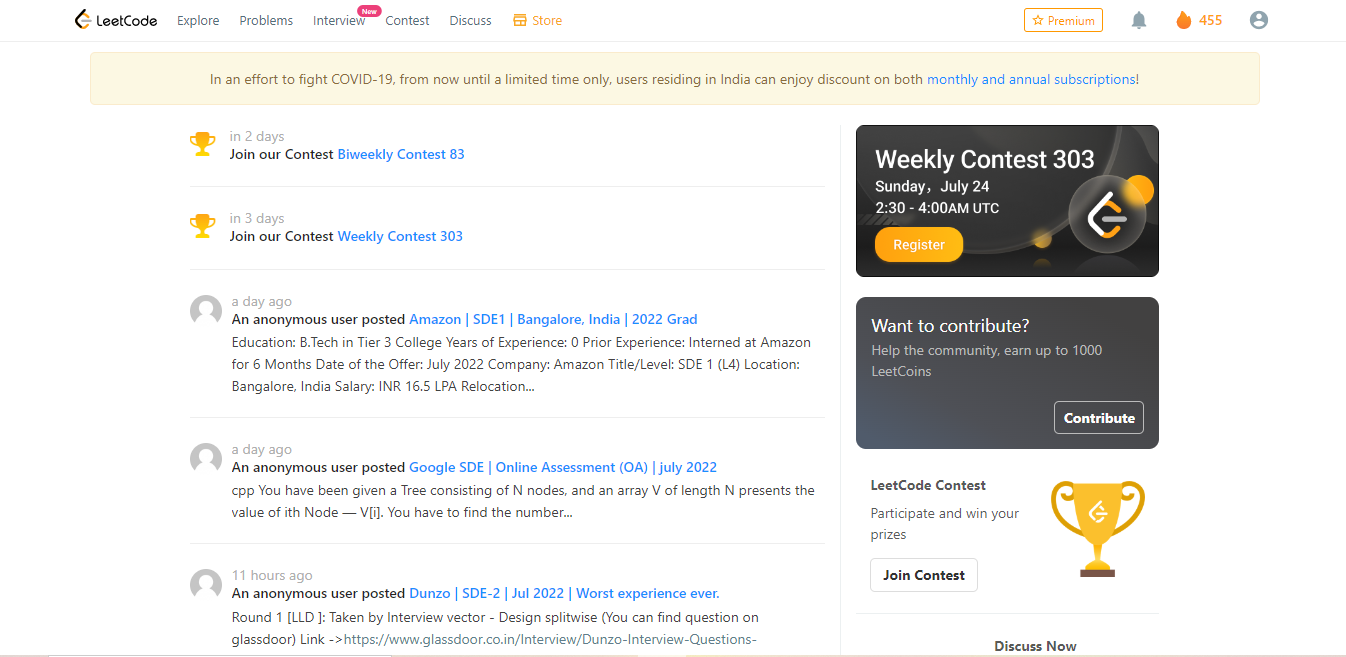 LeetCode Explore Problems Interview New Contest Discuss Store Premium 455
In an effort to fight COVID-19, from now until a limited time only, users residing in India can enjoy discount on both monthly and annual subscriptions!
in 2 days
Join our Contest Biweekly Contest 83
in 3 days
Join our Contest Weekly Contest 303
a day ago
An anonymous user posted Amazon | SDE1 | Bangalore, India | 2022 Grad
Education: B.Tech in Tier 3 College Years of Experience: 0 Prior Experience: Interned at Amazon
for 6 Months Date of the Offer: July 2022 Company: Amazon Title/Level: SDE 1 (L4) Location:
Bangalore, India Salary: INR 16.5 LPA Relocation...
a day ago
An anonymous user posted Google SDE | Online Assessment (OA) | july 2022
cpp You have been given a Tree consisting of N nodes, and an array V of length N presents the
value of ith Node — V[i]. You have to find the number...
11 hours ago
An anonymous user posted Dunzo | SDE-2 | Jul 2022 | Worst experience ever.
Round 1 [LLD ]: Taken by Interview vector - Design splitwise (You can find question on
glassdoor) Link ->https://www.glassdoor.co.in/Interview/Dunzo-Interview-Questions-
Weekly Contest 303
Sunday，July 24
2:30 - 4:00AM UTC
Register
Want to contribute?
Help the community, earn up to 1000
LeetCoins
Contribute
LeetCode Contest
Participate and win your
prizes
Join Contest
Discuss Now